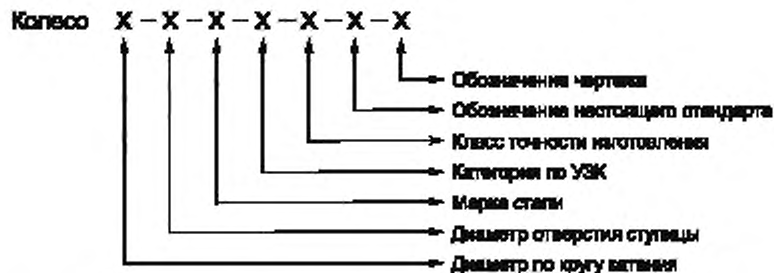 Колесо X – X – X – X – X – X – X
Обозначение чертежа
Обозначение настоящего стандарта
Класс точности изготовления
Категория по УЗК
Марка стали
Диаметр отверстия ступицы
Диаметр по кругу катания